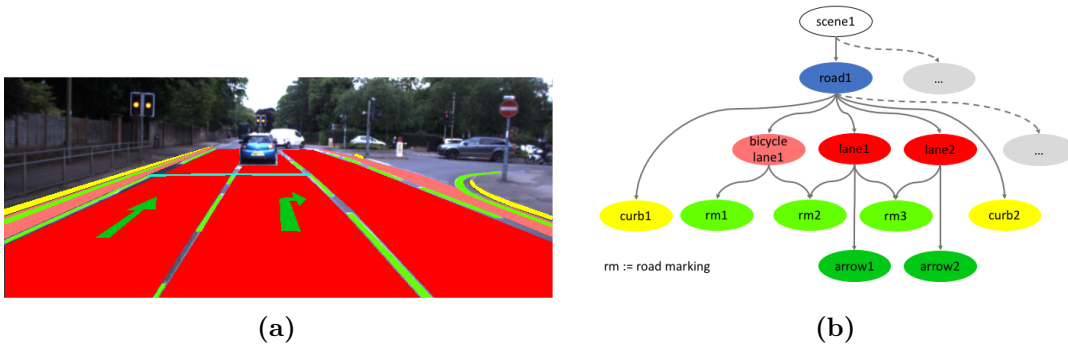 scene1
road1
...
bicycle
lane1
lane1
lane2
...
curb1
rm1
rm2
rm3
curb2
rm := road marking
arrow1
arrow2
(a)
(b)